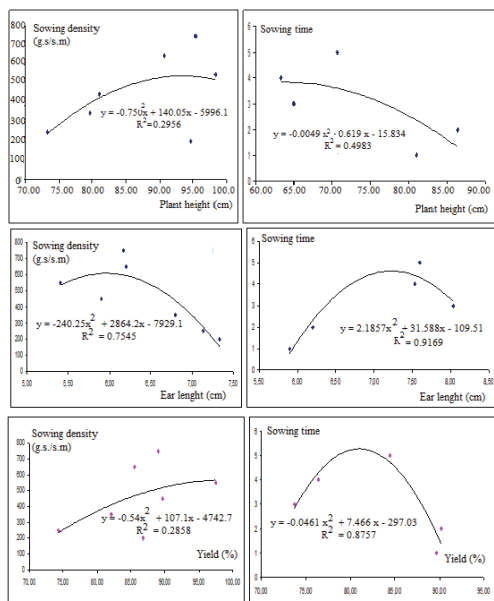 Sowing density
(g.s/s.m)
800
700
600
500
400
300
200
100
0
y = -0.750x² + 140.05x - 5996.1
R²=0.2956
70.00 80.00 90.00 100.0
Plant height (cm)
Sowing time
6
5
4
3
2
1
0
y = -0.0049 x² - 0.619 x - 15.834
R² = 0.4983
60.00 65.00 70.00 75.00 80.00 85.00 90.00
Plant height (cm)
Sowing density
(g.s/s.m)
800
700
600
500
400
300
200
100
0
y = -240.25x² + 2864.2x - 7929.1
R² = 0.7545
5,00 5,50 6,00 6,50 7,00 7,50
Ear lenght (cm)
Sowing time
6
5
4
3
2
1
0
y = 2.1857x² + 31.588x - 109.51
R² = 0.9169
5,50 6,00 6,50 7,00 7,50 8,00 8,50
Ear lenght (cm)
Sowing density
(g.s./s.m)
800
700
600
500
400
300
200
100
0
y = -0.54x² + 107.1x - 4742.7
R² = 0.2858
Yield (%)
70,00 75,00 80,00 85,00 90,00 95,00 100,00
Sowing time
6
5
4
3
2
1
0
y = -0.0461 x² + 7.466 x - 297.03
R² = 0.8757
Yield (%)
70,00 75,00 80,00 85,00 90,00 95,00